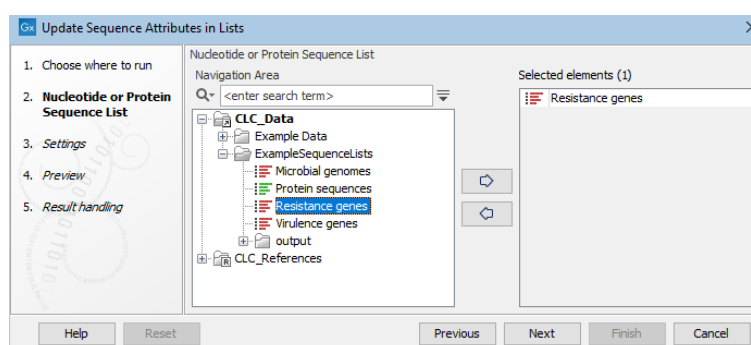 Gx Update Sequence Attributes in Lists
1. Choose where to run
2. Nucleotide or Protein
Sequence List
3. Settings
4. Preview
5. Result handling
Nucleotide or Protein Sequence List
Navigation Area
<enter search term>
CLC_Data
Example Data
ExampleSequenceLists
Microbial genomes
Protein sequences
Resistance genes
Virulence genes
output
CLC_References
Selected elements (1)
Resistance genes
Help
Reset
Previous
Next
Finish
Cancel